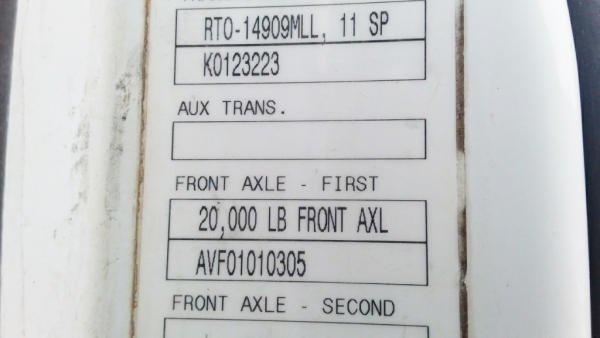 RTO-14909MLL, 11 SP
K0123223
AUX TRANS.
FRONT AXLE - FIRST
20,000 LB FRONT AXL
AVF01010305
FRONT AXLE - SECOND